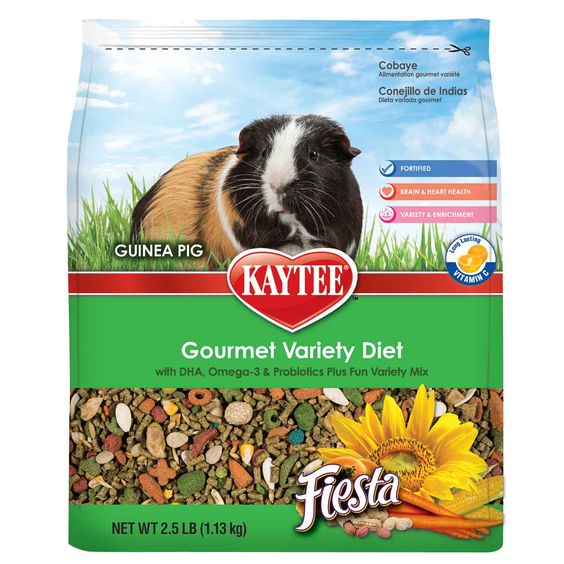 Cobaye
Alimentation gourmet variété
Conejillo de Indias
Dieta variada gourmet
FORTIFIED
BRAIN & HEART HEALTH
VARIETY & ENRICHMENT
GUINEA PIG
Long Lasting
VITAMIN C
KAYTEE®
™
Gourmet Variety Diet
with DHA, Omega-3 & Probiotics Plus Fun Variety Mix
Fiesta
NET WT 2.5 LB (1.13 kg)